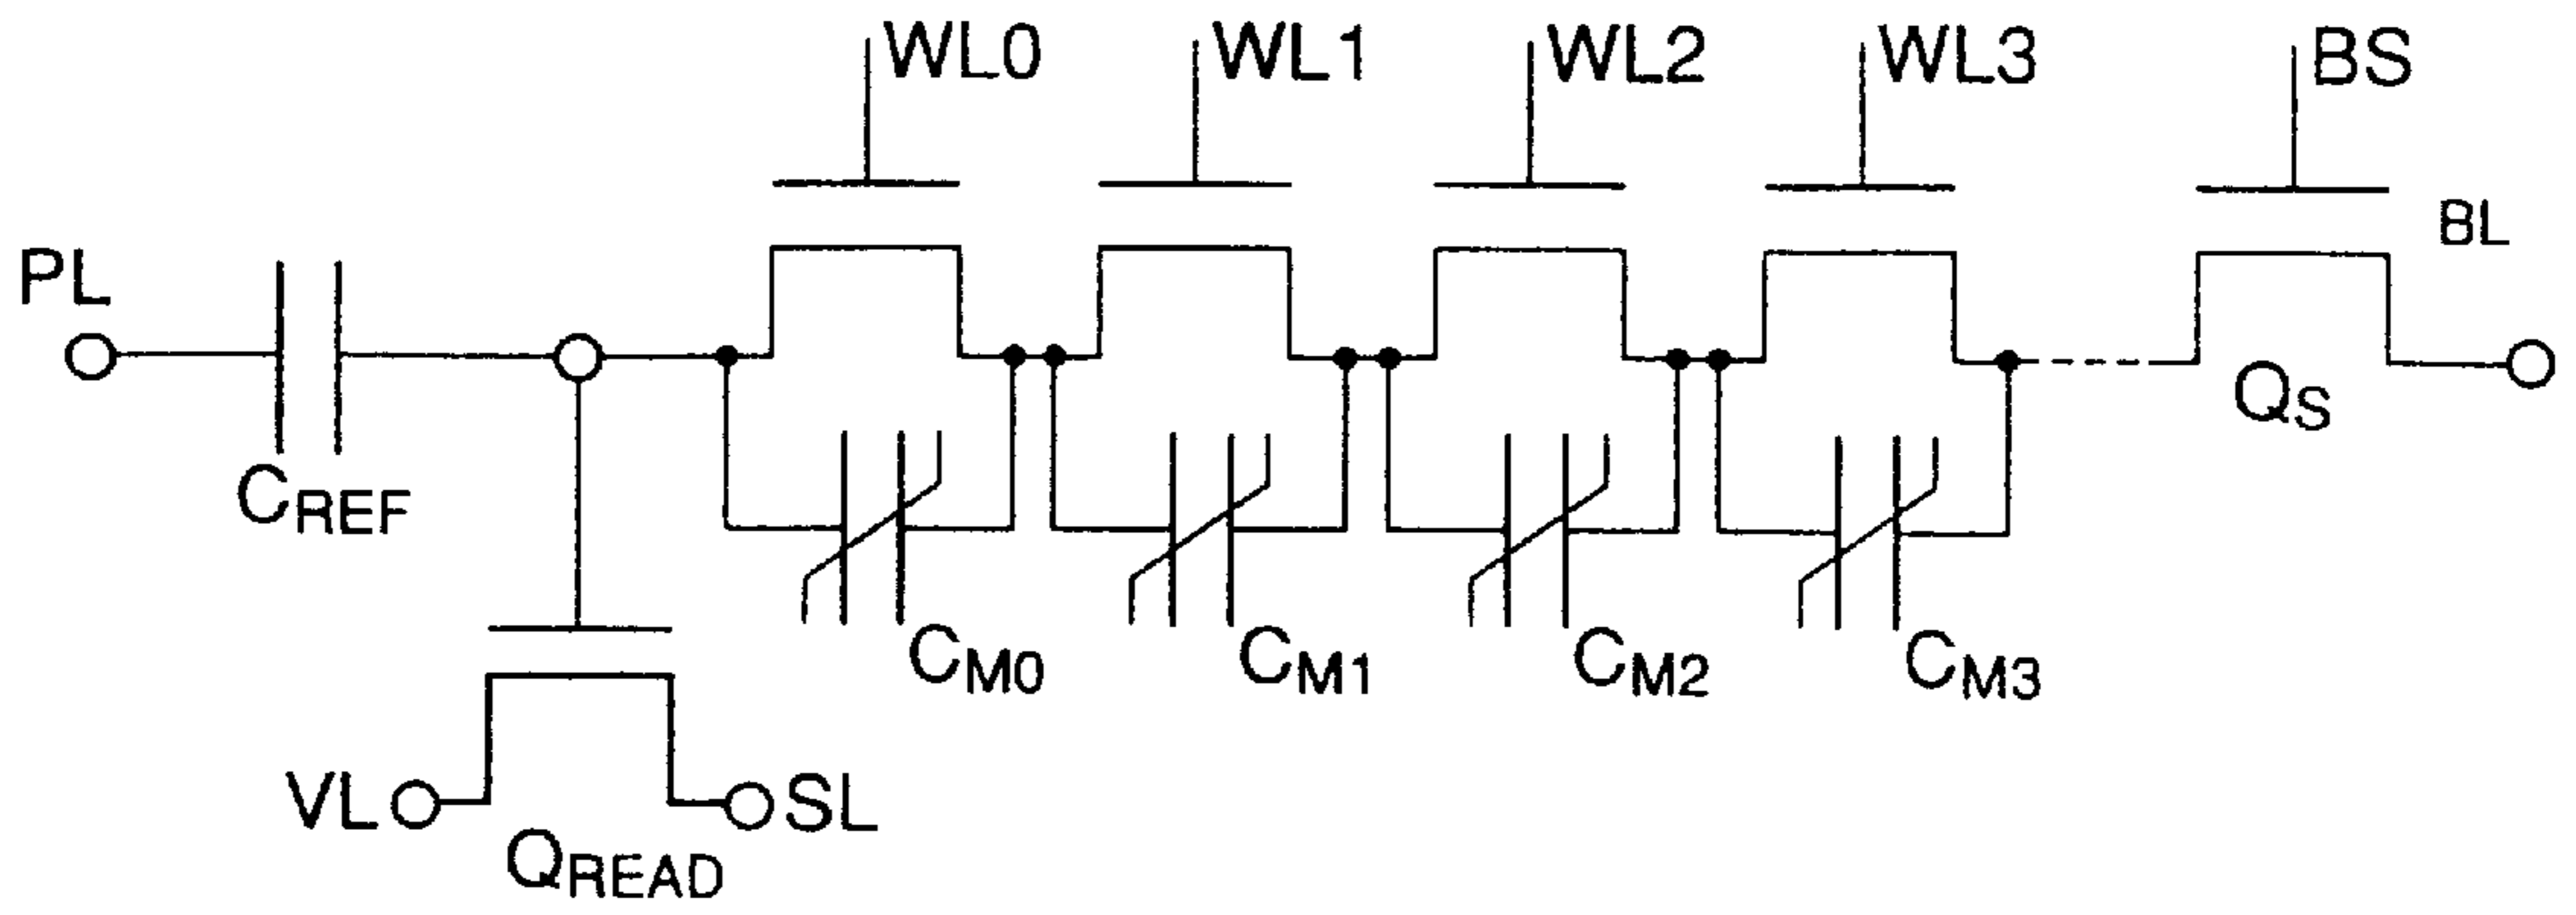 WL0 WL1 WL2 WL3 BS
BL
PL
QS
CREF
CM0 CM1 CM2 CM3
VL SL
QREAD